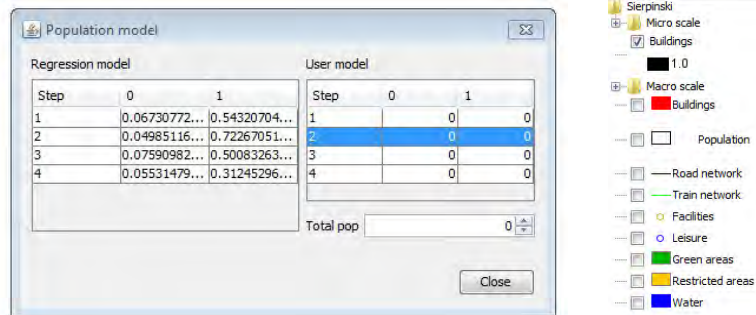 Population model
Regression model
Step 0 1
1 0.06730772... 0.54320704...
2 0.04985116... 0.72267051...
3 0.07590982... 0.50083263...
4 0.05531479... 0.31245296...
User model
Step 0 1
1 0 0
2 0 0
3 0 0
4 0 0
Total pop 0
Close
Sierpinski
Micro scale
Buildings
1.0
Macro scale
Buildings
Population
Road network
Train network
Facilities
Leisure
Green areas
Restricted areas
Water